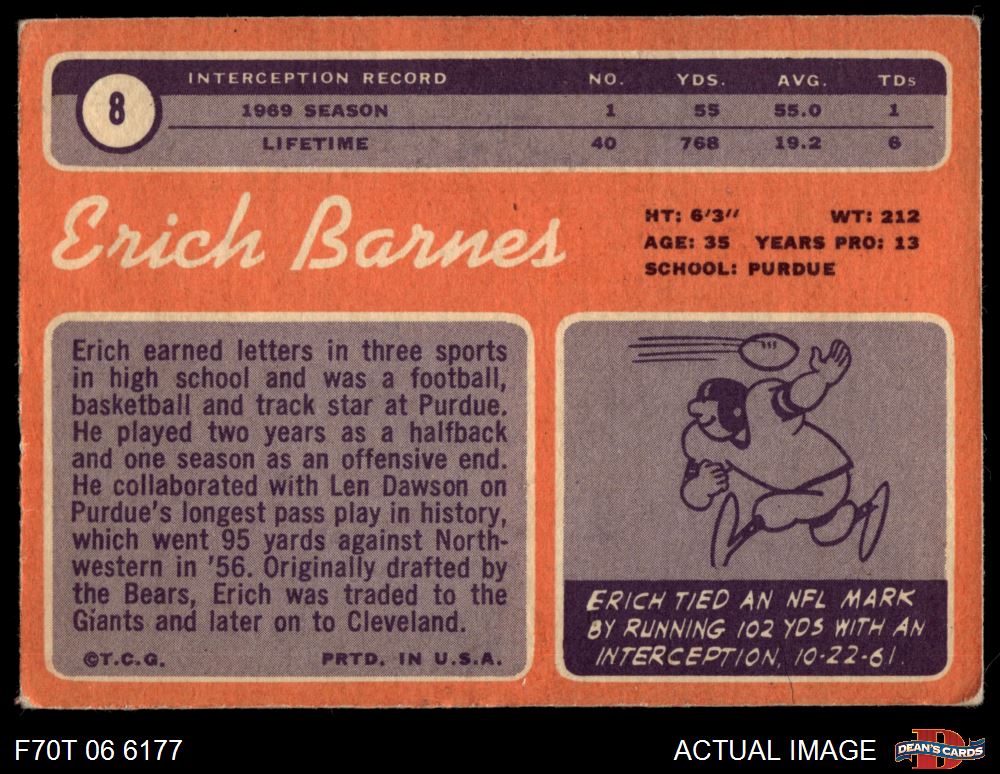 8
INTERCEPTION RECORD NO. YDS. AVG. TDs
1969 SEASON 1 55 55.0 1
LIFETIME 40 768 19.2 6
Erich Barnes
HT: 6'3" WT: 212
AGE: 35 YEARS PRO: 13
SCHOOL: PURDUE
Erich earned letters in three sports
in high school and was a football,
basketball and track star at Purdue.
He played two years as a halfback
and one season as an offensive end.
He collaborated with Len Dawson on
Purdue's longest pass play in history,
which went 95 yards against North-
western in '56. Originally drafted by
the Bears, Erich was traded to the
Giants and later on to Cleveland.
©T.C.G. PRTD. IN U.S.A.
ERICH TIED AN NFL MARK
BY RUNNING 102 YDS WITH AN
INTERCEPTION, 10-22-61.
F70T 06 6177
ACTUAL IMAGE
DEAN'S CARDS